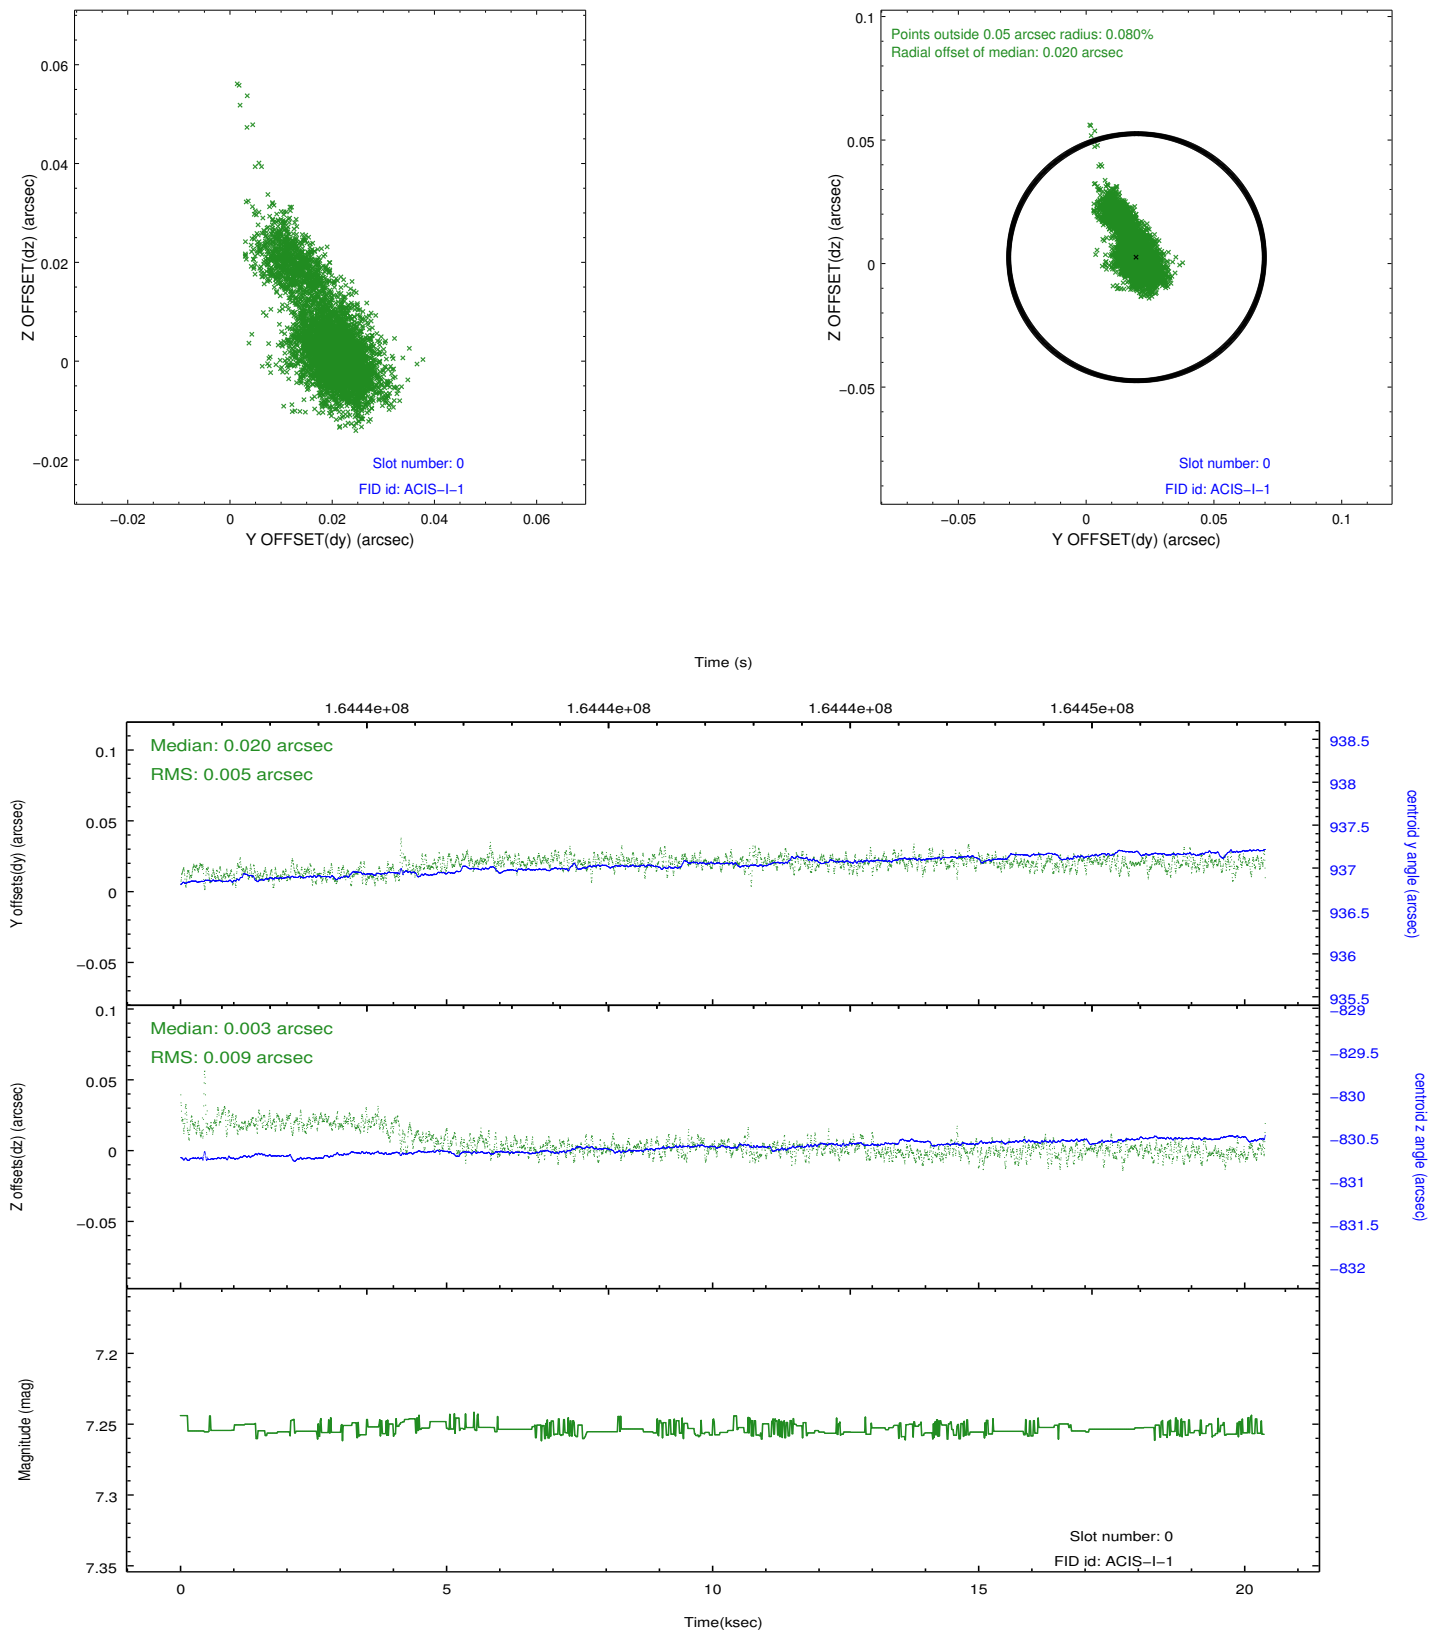 0.06
0.04
0.02
0
−0.02
Z OFFSET(dz) (arcsec)
Slot number: 0
FID id: ACIS−I−1
−0.02
0
0.02
0.04
0.06
Y OFFSET(dy) (arcsec)
0.1
0.05
0
−0.05
Z OFFSET(dz) (arcsec)
Points outside 0.05 arcsec radius: 0.080%
Radial offset of median: 0.020 arcsec
Slot number: 0
FID id: ACIS−I−1
−0.05
0
0.05
0.1
Y OFFSET(dy) (arcsec)
Time (s)
1.6444e+08
1.6444e+08
1.6444e+08
1.6445e+08
Median: 0.020 arcsec
RMS: 0.005 arcsec
0.1
0.05
0
−0.05
Y offsets(dy) (arcsec)
938.5
938
937.5
937
936.5
936
935.5
centroid y angle (arcsec)
Median: 0.003 arcsec
RMS: 0.009 arcsec
0.1
0.05
0
−0.05
Z offsets(dz) (arcsec)
−829
−829.5
−830
−830.5
−831
−831.5
−832
centroid z angle (arcsec)
7.2
7.25
7.3
7.35
Magnitude (mag)
Slot number: 0
FID id: ACIS−I−1
0
5
10
15
20
Time(ksec)